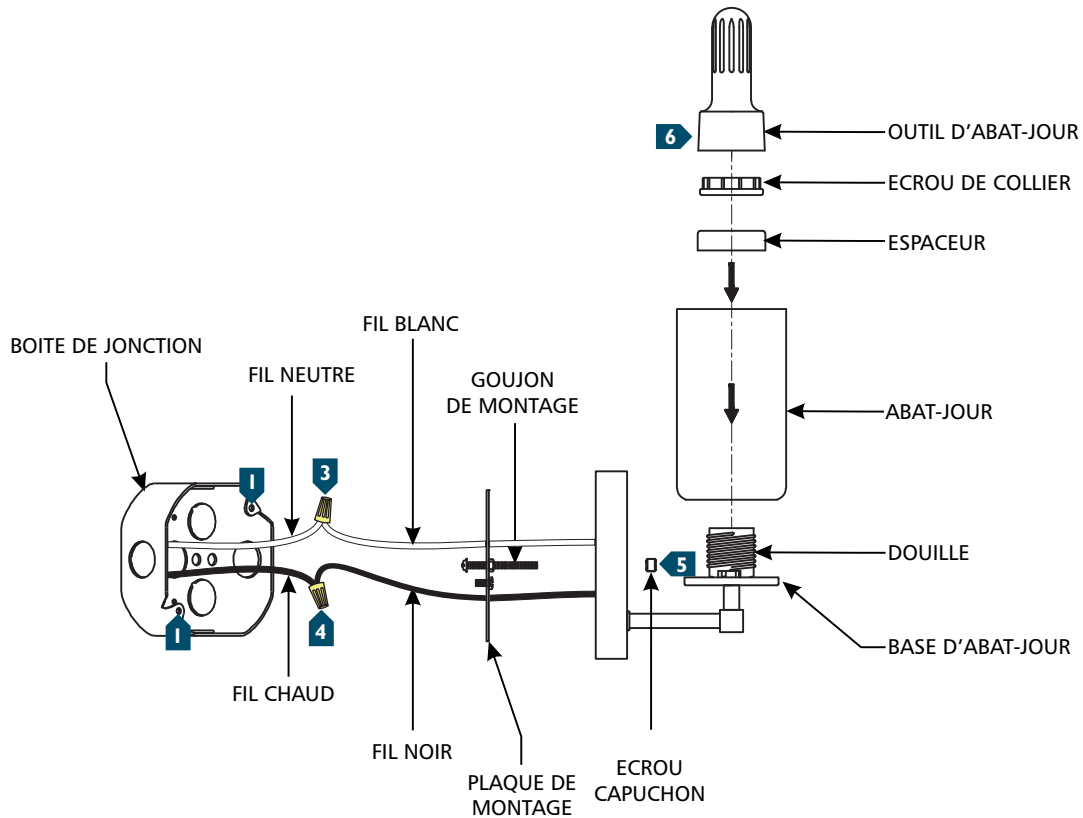 6
OUTIL D'ABAT-JOUR
ECROU DE COLLIER
ESPACEUR
FIL BLANC
BOITE DE JONCTION
FIL NEUTRE
GOUJON
DE MONTAGE
ABAT-JOUR
1
3
DOUILLE
5
4
1
BASE D'ABAT-JOUR
FIL CHAUD
FIL NOIR
ECROU
CAPUCHON
PLAQUE DE
MONTAGE